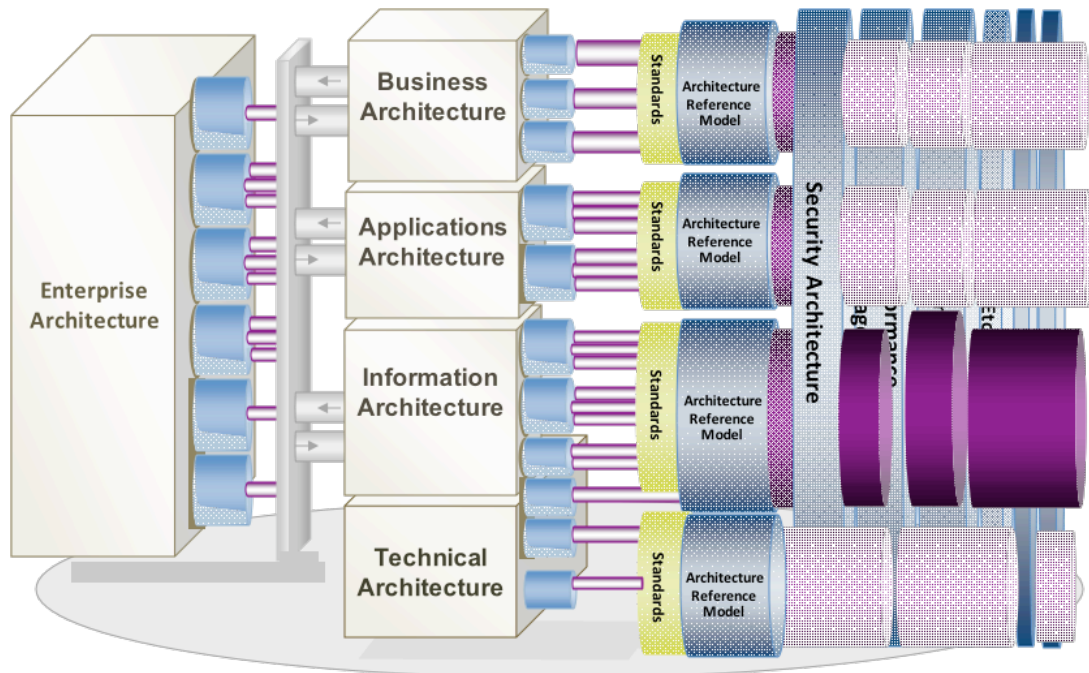 Enterprise
Architecture
Business
Architecture
Applications
Architecture
Information
Architecture
Technical
Architecture
Standards
Standards
Standards
Standards
Architecture
Reference
Model
Architecture
Reference
Model
Architecture
Reference
Model
Architecture
Reference
Model
Security Architecture